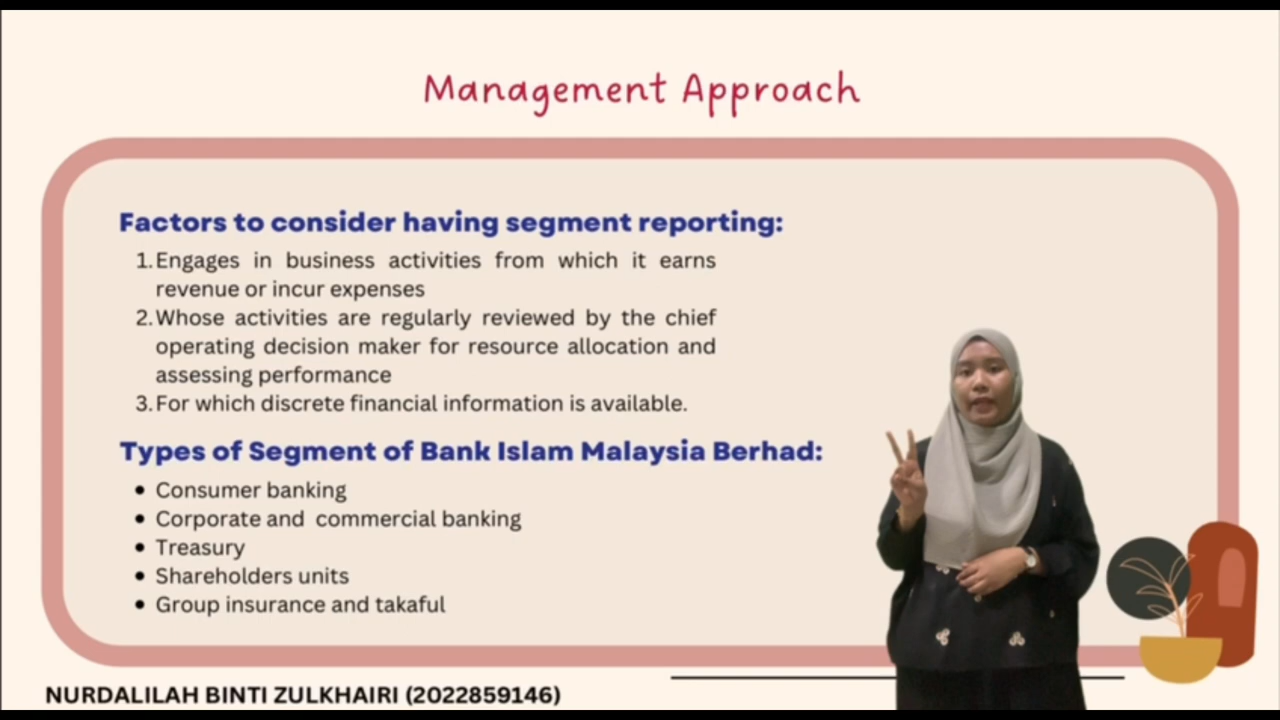 Management Approach
Factors to consider having segment reporting:
1.Engages in business activities from which it earns
revenue or incur expenses
2.Whose activities are regularly reviewed by the chief
operating decision maker for resource allocation and
assessing performance
3.For which discrete financial information is available.
Types of Segment of Bank Islam Malaysia Berhad:
• Consumer banking
• Corporate and commercial banking
• Treasury
• Shareholders units
• Group insurance and takaful
NURDALILAH BINTI ZULKHAIRI (2022859146)